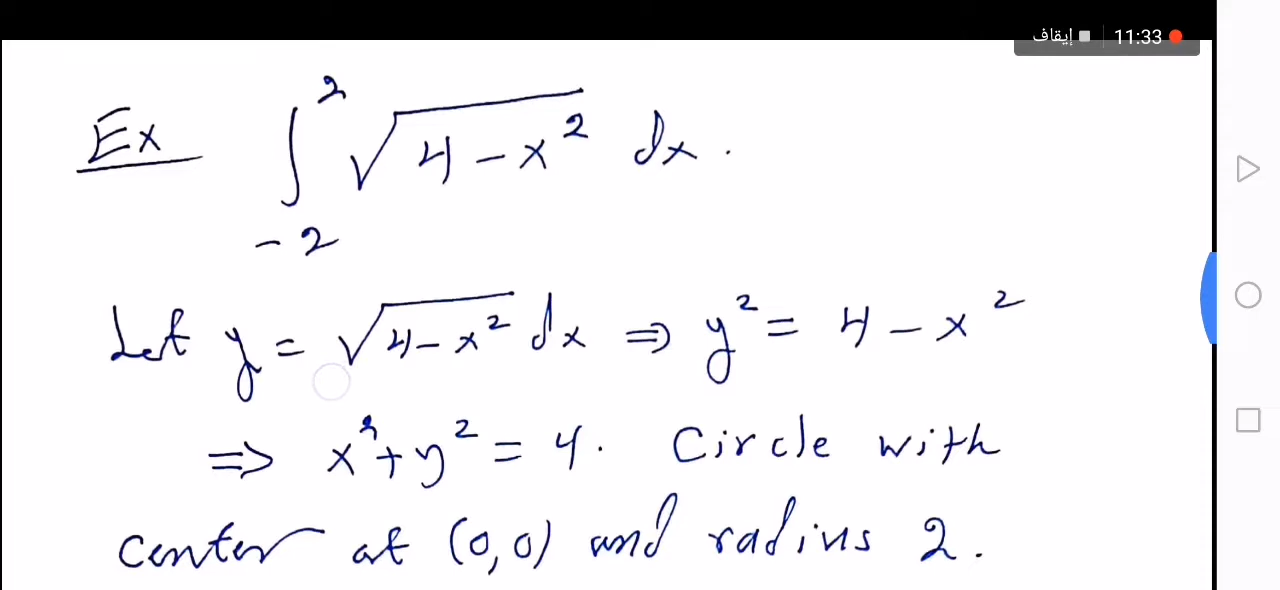 إيقاف 11:33
Ex ∫_{-2}^{2} √(4 - x²) dx.
Let y = √(4 - x²) dx ⇒ y² = 4 - x²
⇒ x² + y² = 4. Circle with
center at (0,0) and radius 2.